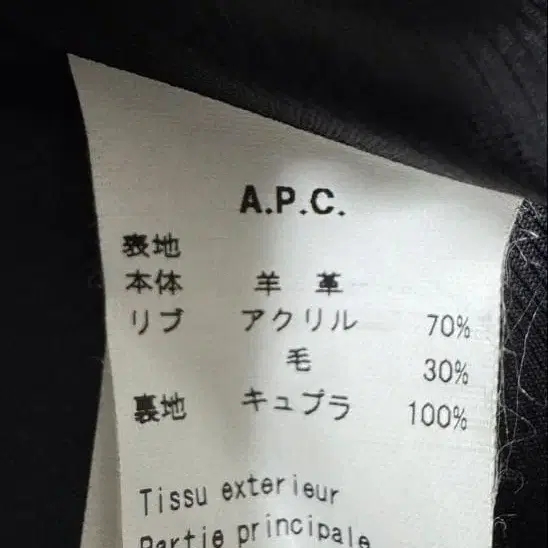 A.P.C.
表地
本体 羊 革
リブ アクリル 70%
毛 30%
裏地 キュプラ 100%
Tissu exterieur
Partie principale